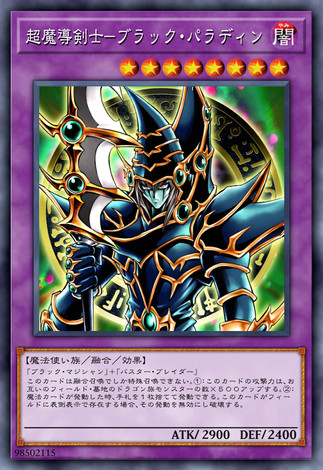 超魔導剣士-ブラック・パラディン
闇
やみ
【魔法使い族/融合/効果】
「ブラック・マジシャン」+「バスター・ブレイダー」
このカードは融合召喚でしか特殊召喚できない。①:このカードの攻撃力は、お
互いのフィールド・墓地のドラゴン族モンスターの数×500アップする。②:
魔法カードが発動した時、手札を1枚捨てて発動できる。このカードがフィー
ルドに表側表示で存在する場合、その発動を無効にし破壊する。
ATK/ 2900 DEF/2400
98502115